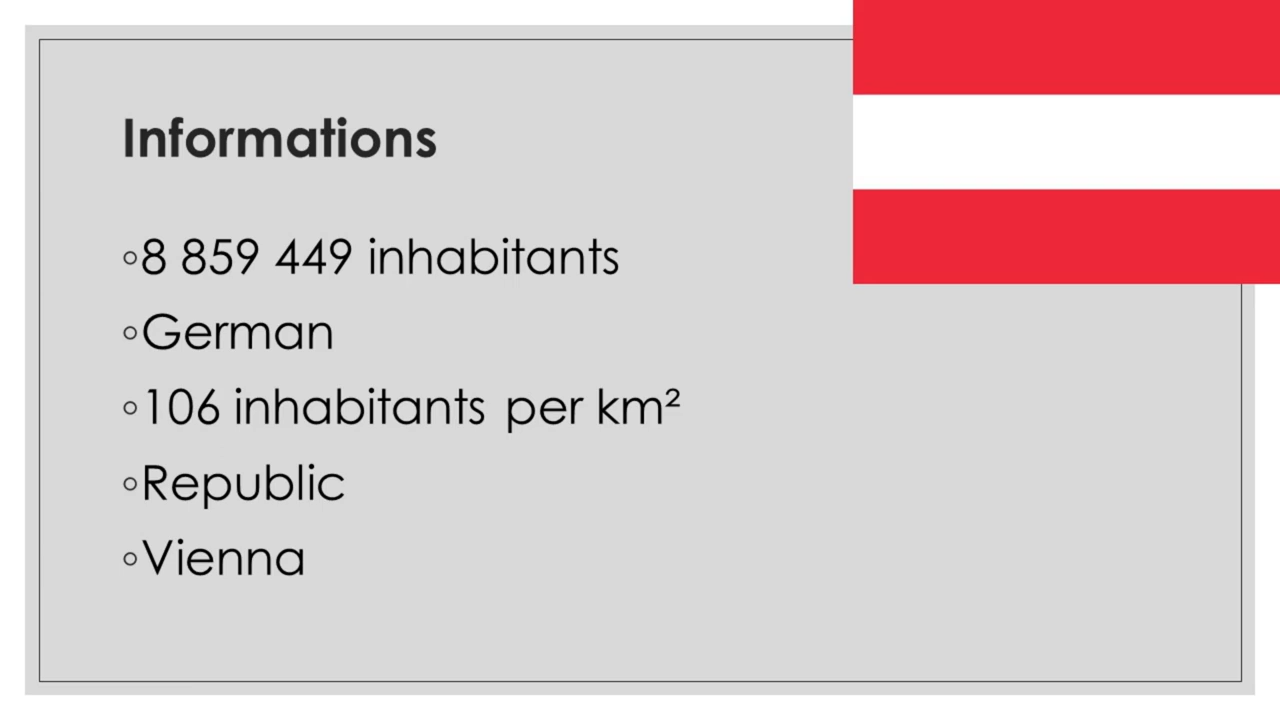 Informations
◦8 859 449 inhabitants
◦German
◦106 inhabitants per km²
◦Republic
◦Vienna